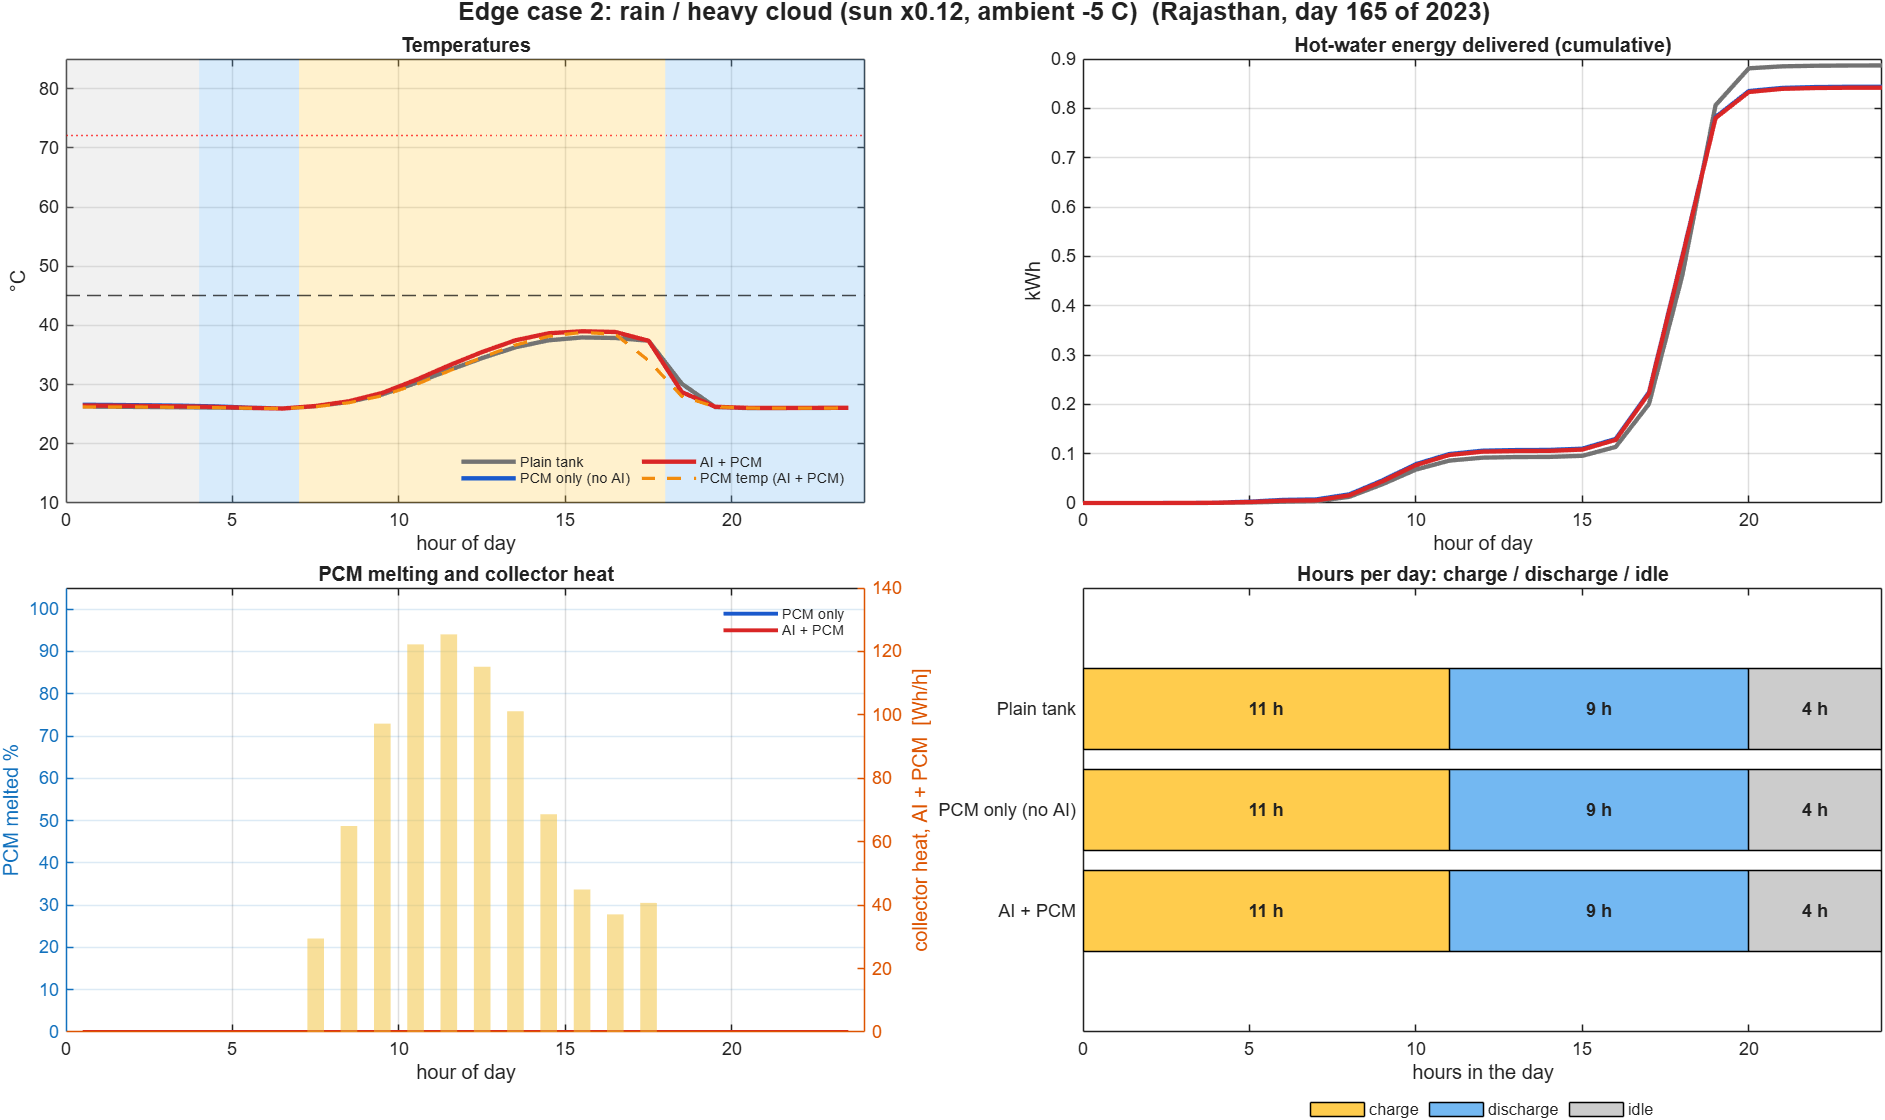 Edge case 2: rain / heavy cloud (sun x0.12, ambient -5 C)  (Rajasthan, day 165 of 2023)
Temperatures
80
70
60
50
40
30
20
10
°C
Plain tank
AI + PCM
PCM only (no AI)
PCM temp (AI + PCM)
0
5
10
15
20
hour of day
Hot-water energy delivered (cumulative)
0.9
0.8
0.7
0.6
0.5
0.4
0.3
0.2
0.1
0
kWh
0
5
10
15
20
hour of day
PCM melting and collector heat
100
90
80
70
60
50
40
30
20
10
0
PCM melted %
PCM only
AI + PCM
140
120
100
80
60
40
20
0
collector heat, AI + PCM  [Wh/h]
0
5
10
15
20
hour of day
Hours per day: charge / discharge / idle
Plain tank
11 h
9 h
4 h
PCM only (no AI)
11 h
9 h
4 h
AI + PCM
11 h
9 h
4 h
0
5
10
15
20
hours in the day
charge
discharge
idle